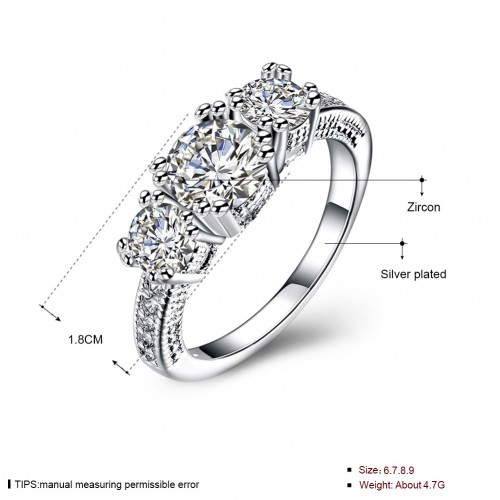 Zircon
Silver plated
1.8CM
Size: 6.7.8.9
TIPS:manual measuring permissible error
Weight: About 4.7G